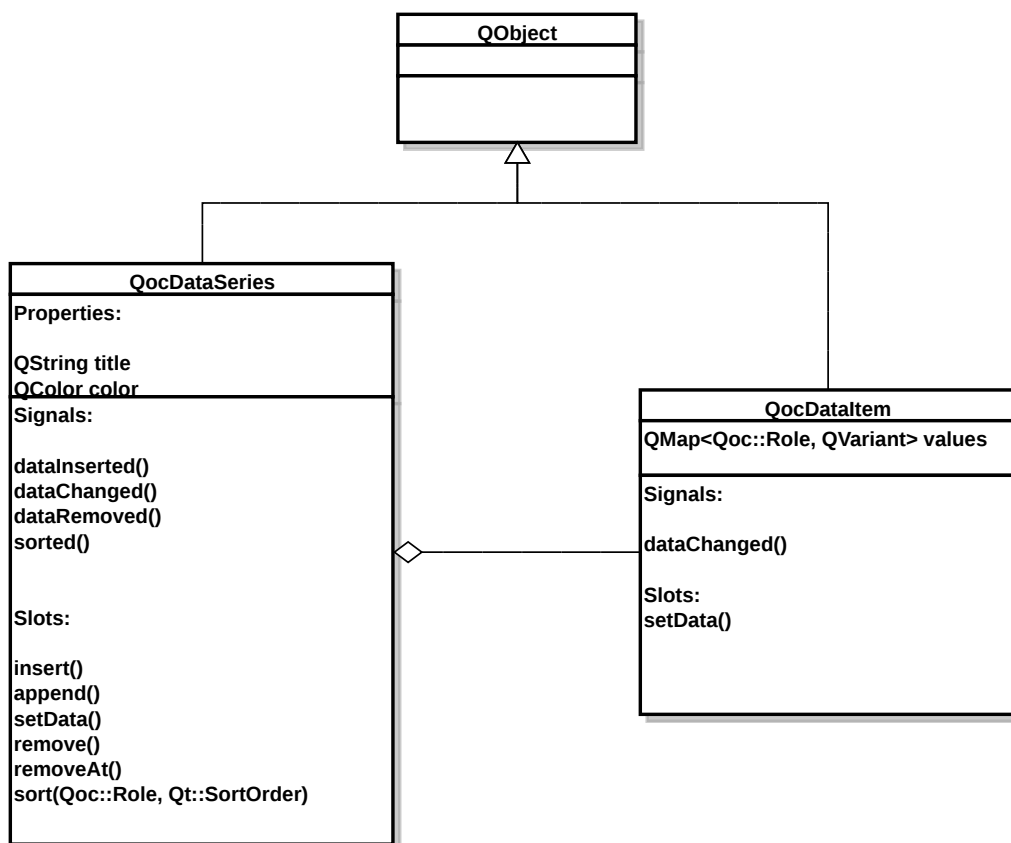 QObject
QocDataSeries
Properties:
QString title
QColor color
Signals:
dataInserted()
dataChanged()
dataRemoved()
sorted()
Slots:
insert()
append()
setData()
remove()
removeAt()
sort(Qoc::Role, Qt::SortOrder)
QocDataItem
QMap<Qoc::Role, QVariant> values
Signals:
dataChanged()
Slots:
setData()